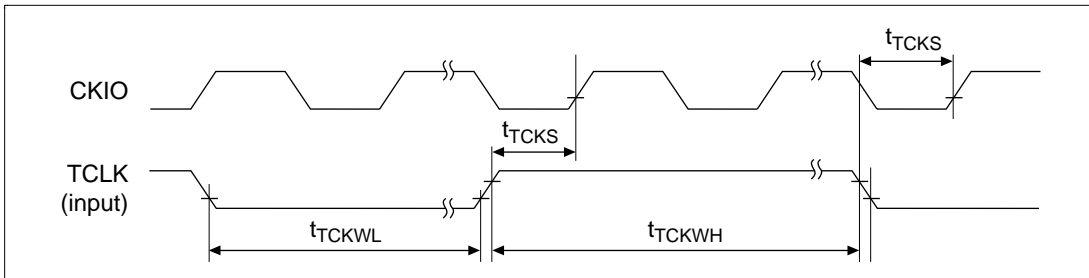 tTCKS
CKIO
tTCKS
TCLK
(input)
tTCKWL
tTCKWH